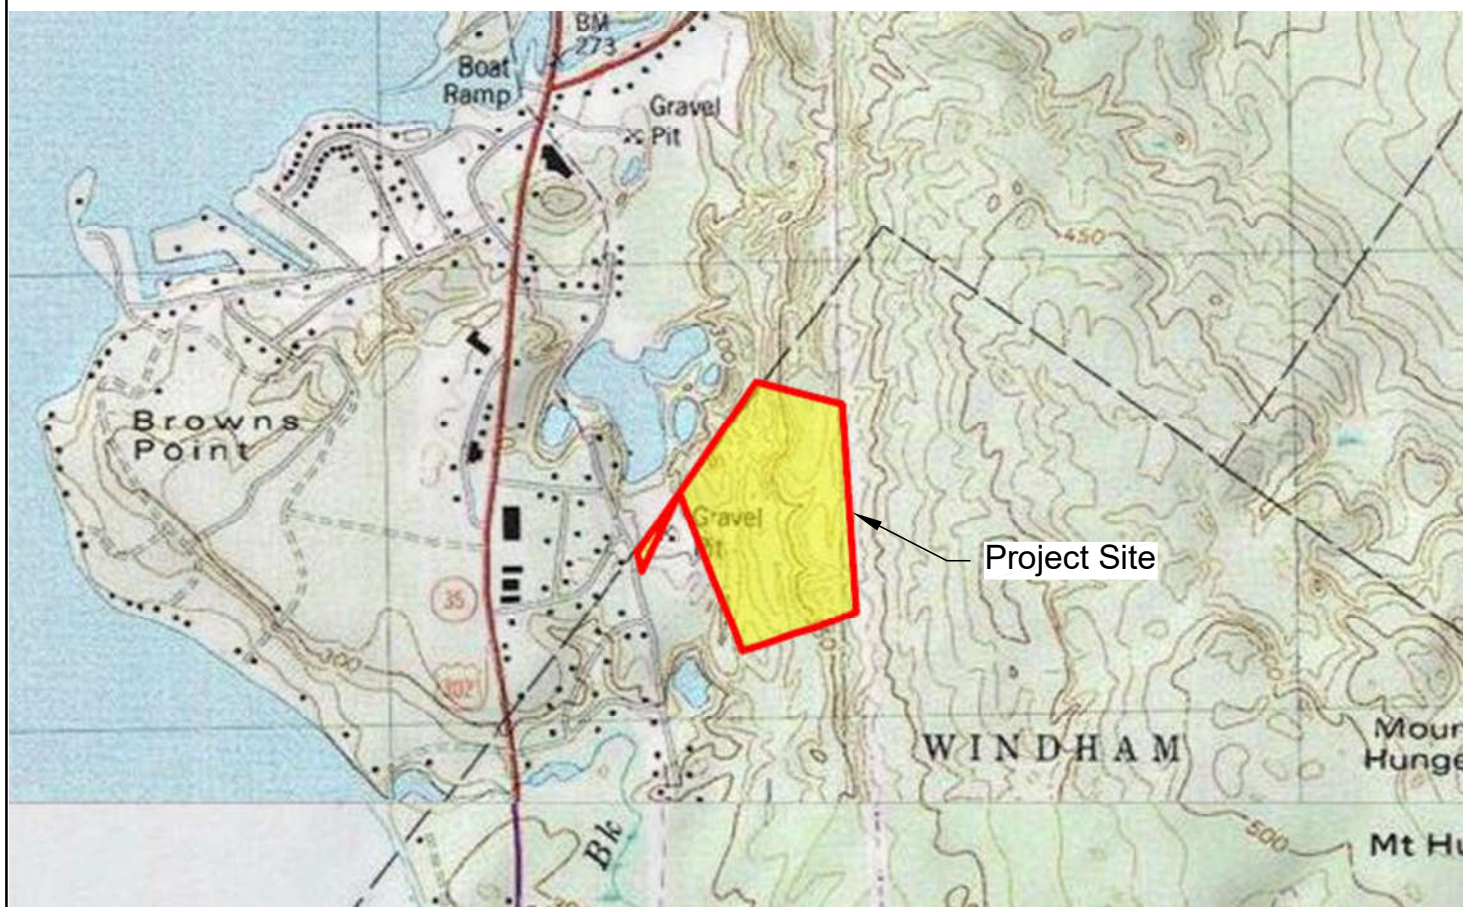 BM
273
Boat
Ramp
Gravel
Pit
450
Browns
Point
Gravel
Pit
Project Site
35
300
302
WINDHAM
Moun
Hunge
500
Mt Hu
Bk